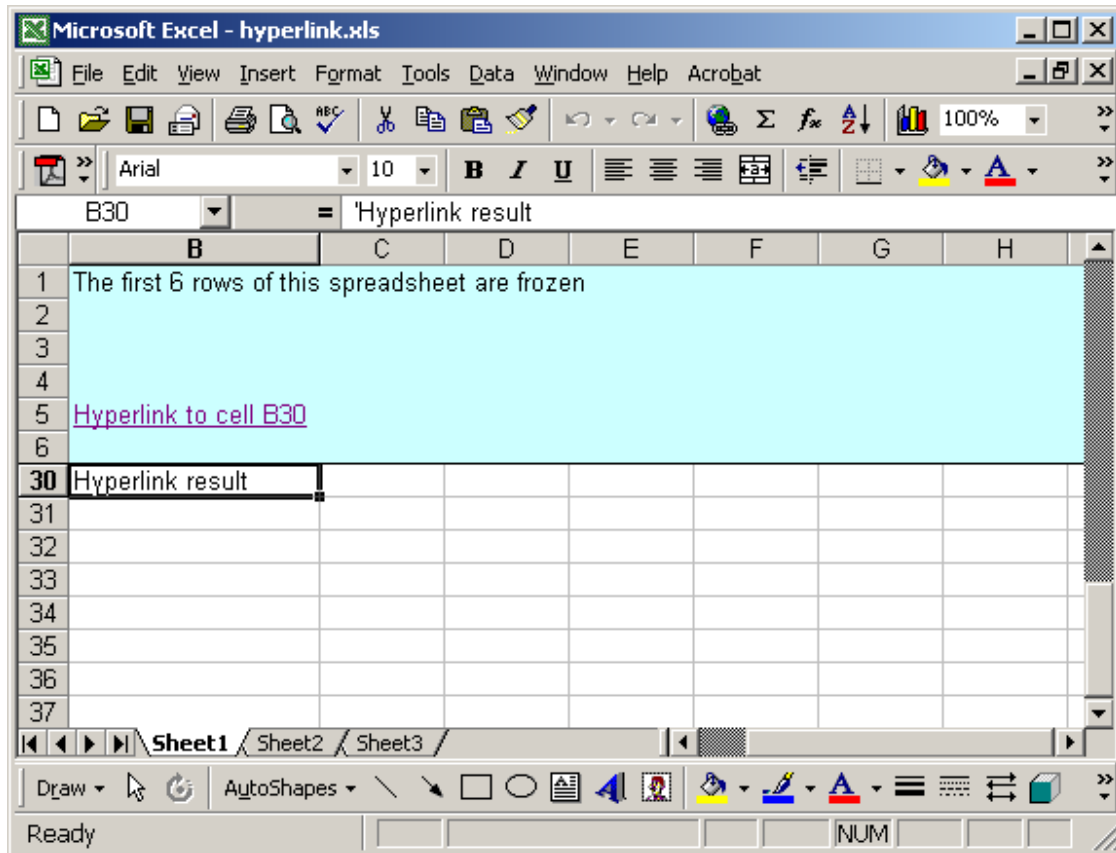 Microsoft Excel - hyperlink.xls
File Edit View Insert Format Tools Data Window Help Acrobat
ABC Σ fx A Z 100% »
» Arial 10 B I U a A »
B30 = 'Hyperlink result
B C D E F G H
1 The first 6 rows of this spreadsheet are frozen
2
3
4
5 Hyperlink to cell B30
6
30 Hyperlink result
31
32
33
34
35
36
37
Sheet1 Sheet2 Sheet3
Draw AutoShapes A A A »
Ready NUM